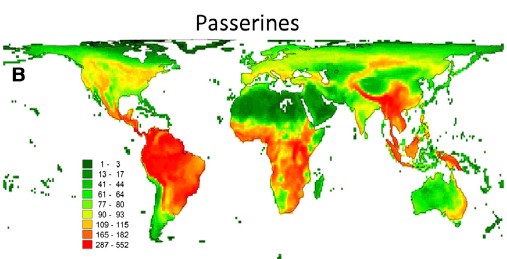 Passerines
B
1 - 3
13 - 17
41 - 44
61 - 64
77 - 80
90 - 93
109 - 115
165 - 182
287 - 552